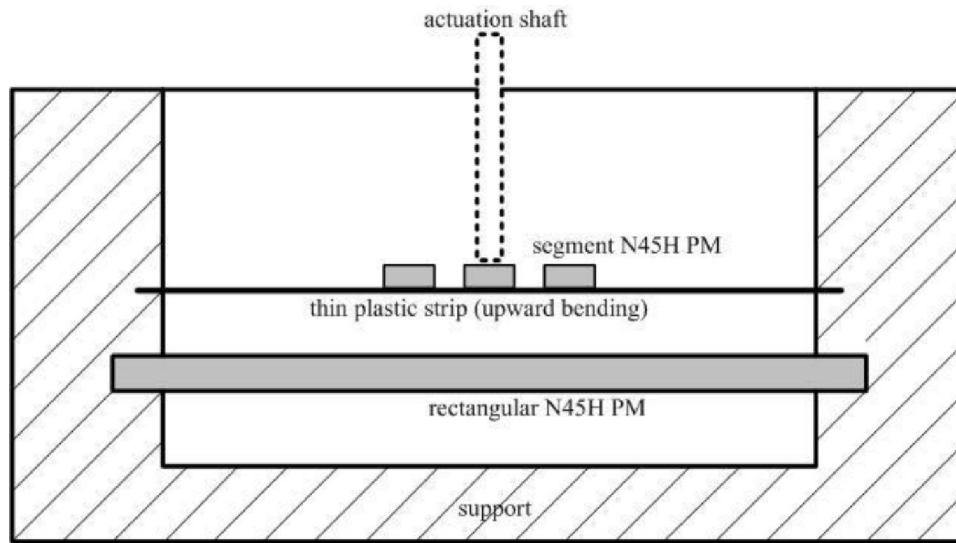 actuation shaft
segment N45H PM
thin plastic strip (upward bending)
rectangular N45H PM
support